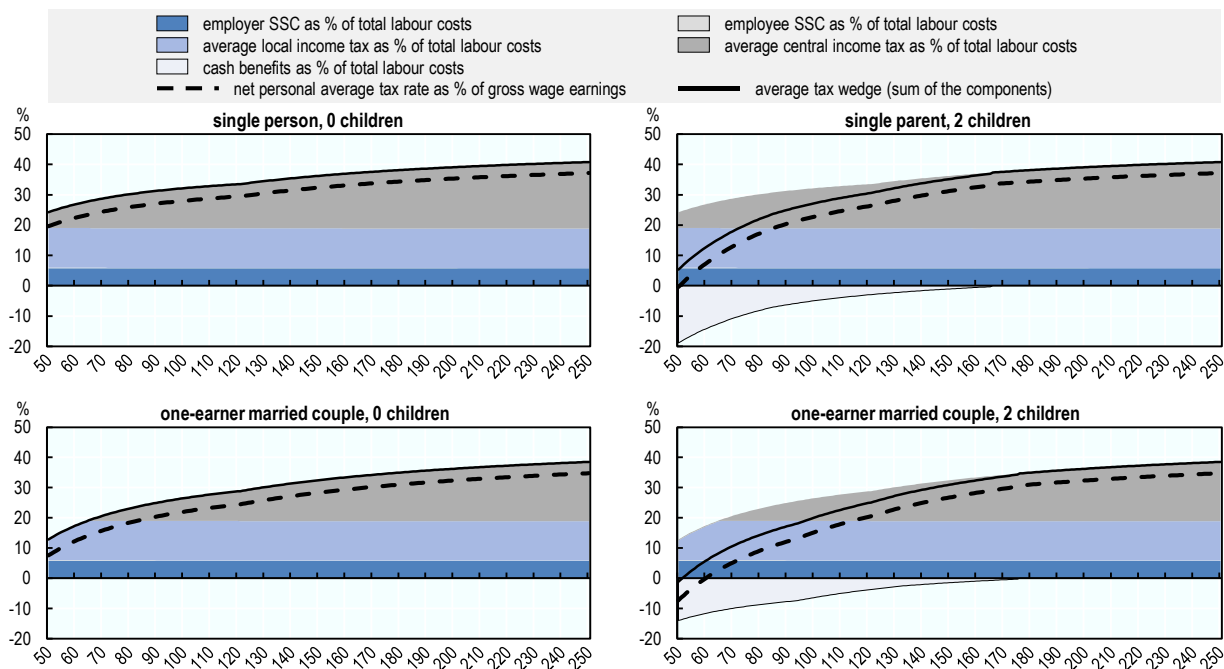 employer SSC as % of total labour costs
employee SSC as % of total labour costs
average local income tax as % of total labour costs
average central income tax as % of total labour costs
cash benefits as % of total labour costs
net personal average tax rate as % of gross wage earnings
average tax wedge (sum of the components)
%
single person, 0 children
50
40
30
20
10
0
-10
-20
50 60 70 80 90 100 110 120 130 140 150 160 170 180 190 200 210 220 230 240 250
%
single parent, 2 children
50
40
30
20
10
0
-10
-20
50 60 70 80 90 100 110 120 130 140 150 160 170 180 190 200 210 220 230 240 250
%
one-earner married couple, 0 children
50
40
30
20
10
0
-10
-20
50 60 70 80 90 100 110 120 130 140 150 160 170 180 190 200 210 220 230 240 250
%
one-earner married couple, 2 children
50
40
30
20
10
0
-10
-20
50 60 70 80 90 100 110 120 130 140 150 160 170 180 190 200 210 220 230 240 250